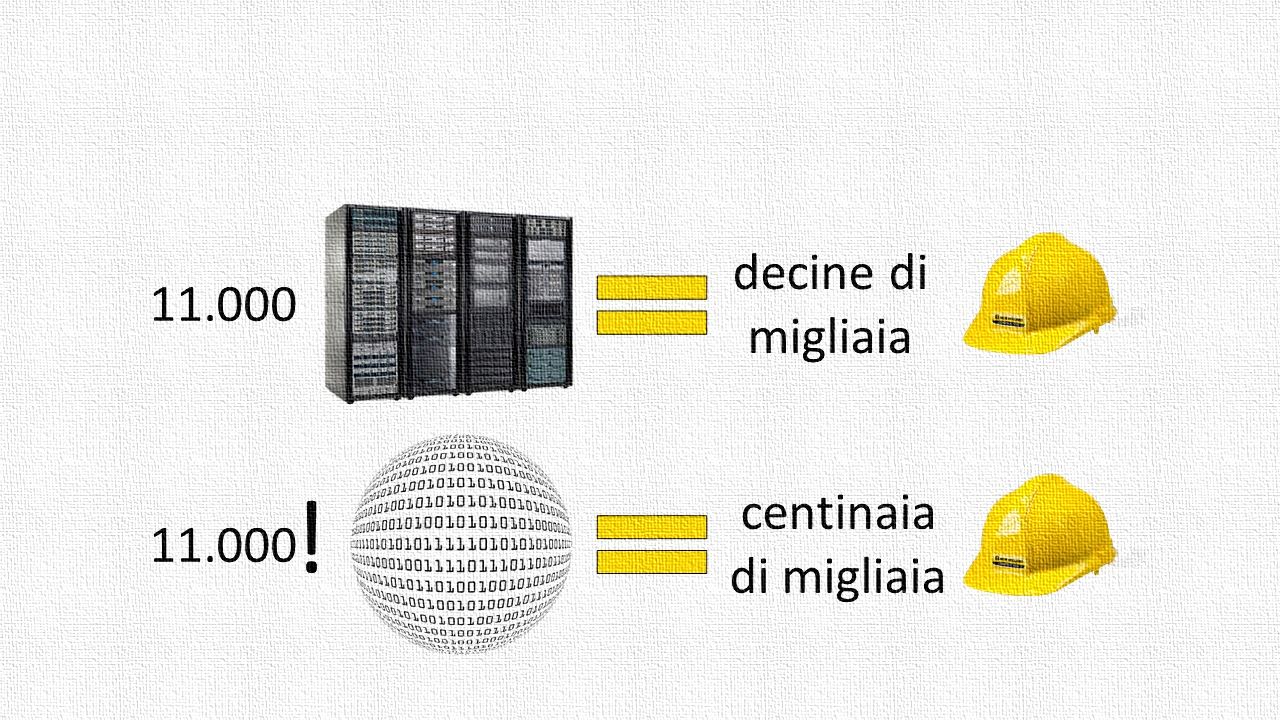 11.000
decine di
migliaia
11.000!
centinaia
di migliaia